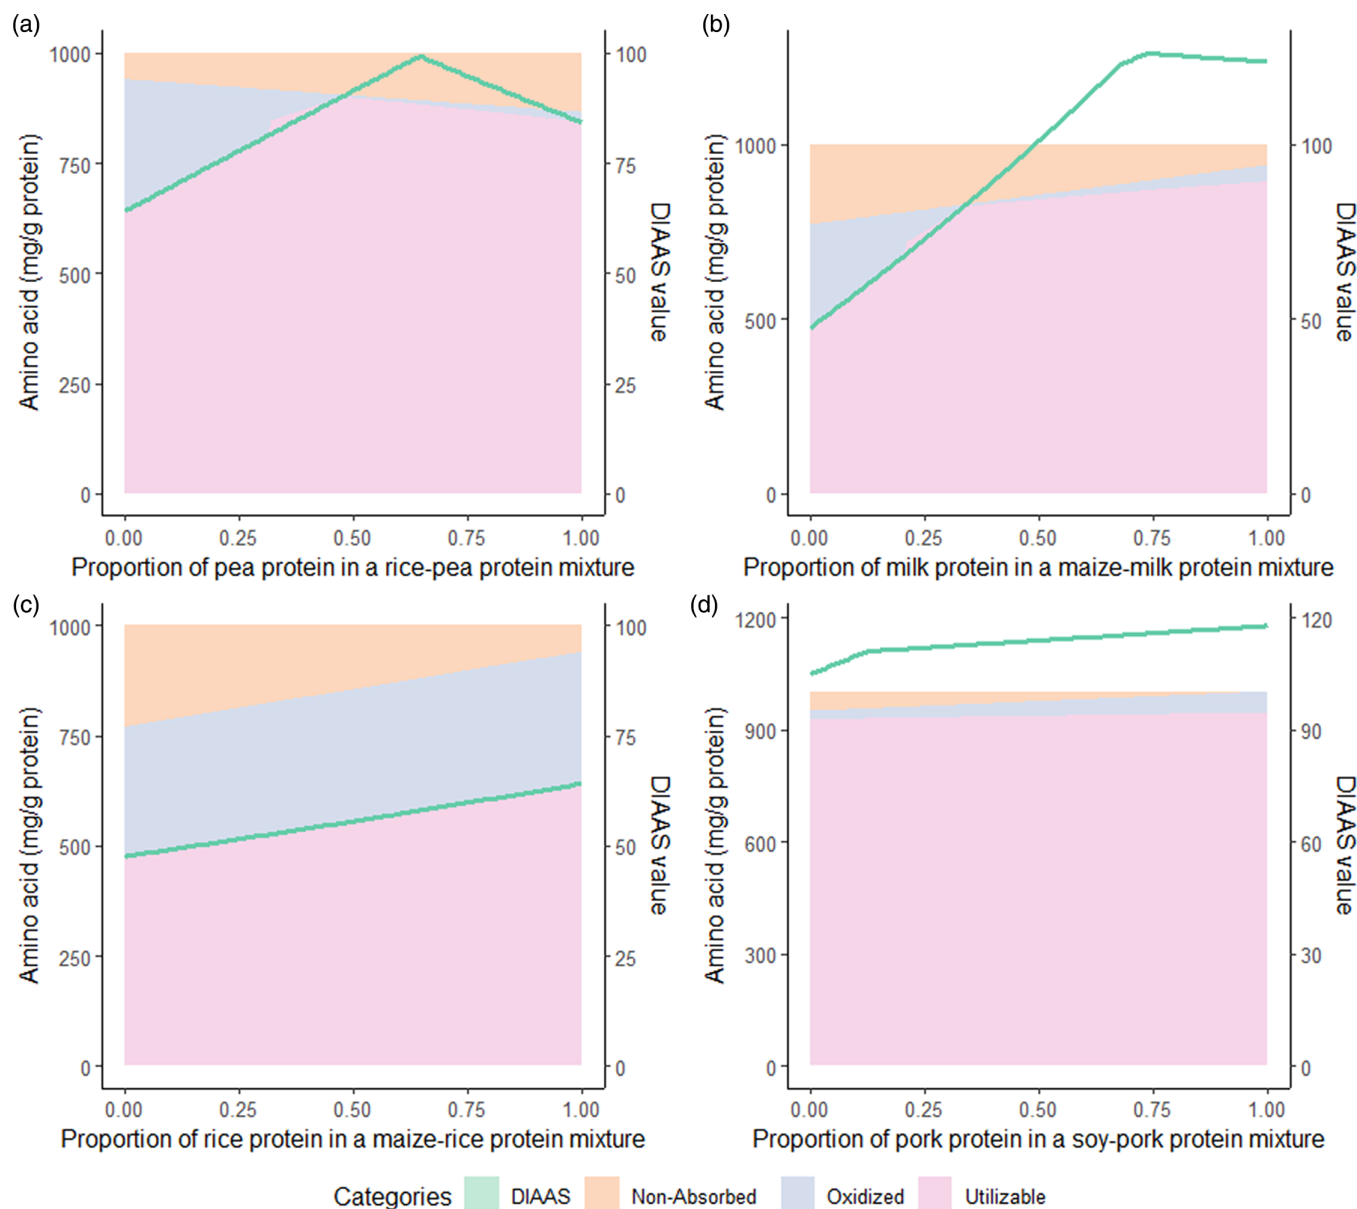 (a)
1000
750
500
250
0
Amino acid (mg/g protein)
100
75
50
25
0
DIAAS value
0.00 0.25 0.50 0.75 1.00
Proportion of pea protein in a rice-pea protein mixture
(b)
1000
500
0
Amino acid (mg/g protein)
100
50
0
DIAAS value
0.00 0.25 0.50 0.75 1.00
Proportion of milk protein in a maize-milk protein mixture
(c)
1000
750
500
250
0
Amino acid (mg/g protein)
100
75
50
25
0
DIAAS value
0.00 0.25 0.50 0.75 1.00
Proportion of rice protein in a maize-rice protein mixture
(d)
1200
900
600
300
0
Amino acid (mg/g protein)
120
90
60
30
0
DIAAS value
0.00 0.25 0.50 0.75 1.00
Proportion of pork protein in a soy-pork protein mixture
Categories DIAAS Non-Absorbed Oxidized Utilizable